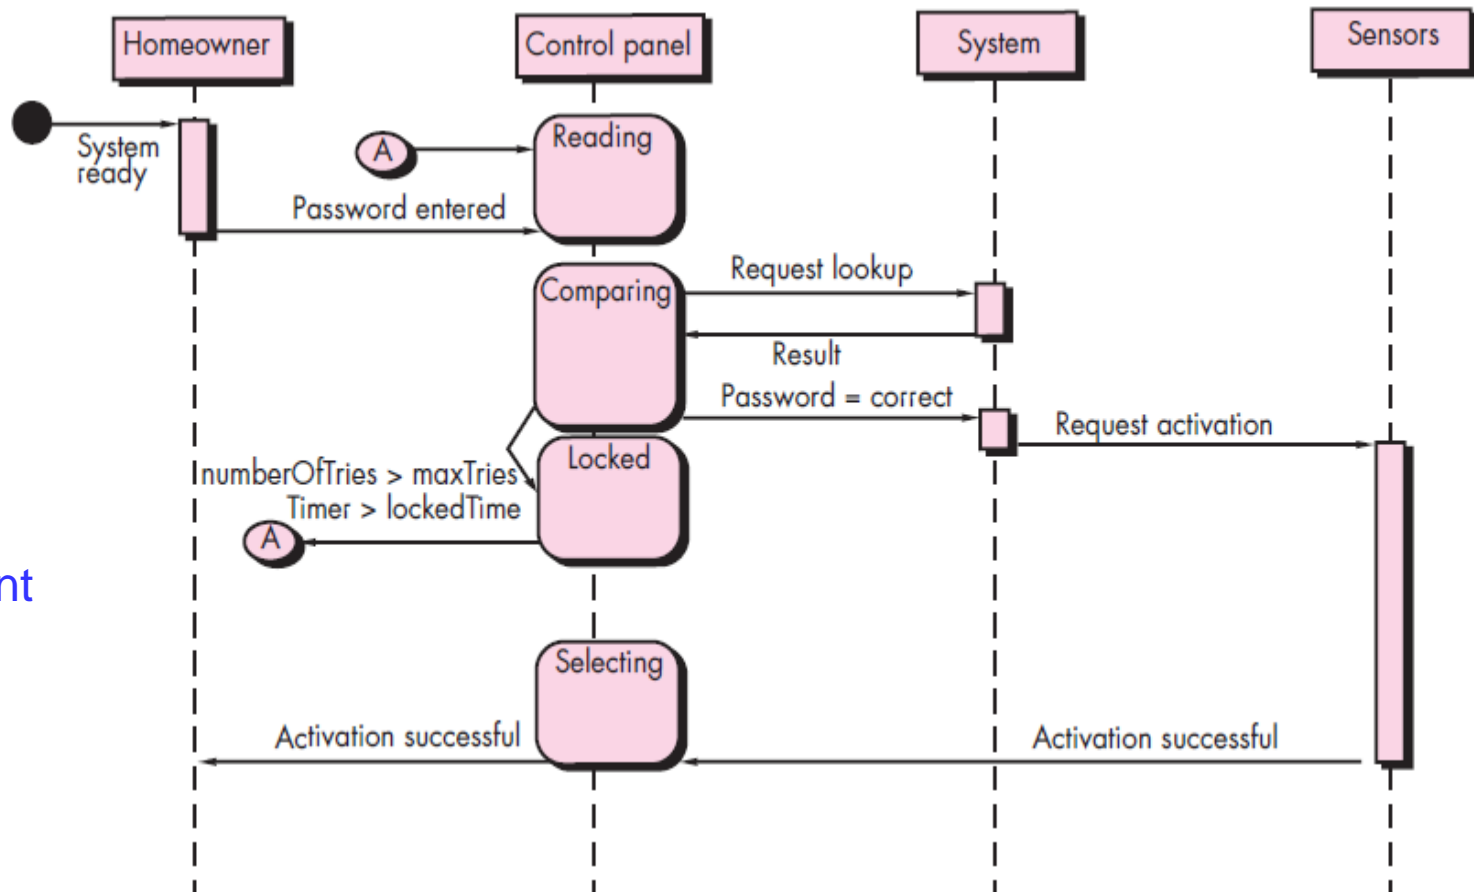 Homeowner
Control panel
System
Sensors
System
ready
A
Reading
Password entered
Request lookup
Comparing
Result
Password = correct
Request activation
Locked
numberOfTries > maxTries
Timer > lockedTime
A
nt
Selecting
Activation successful
Activation successful